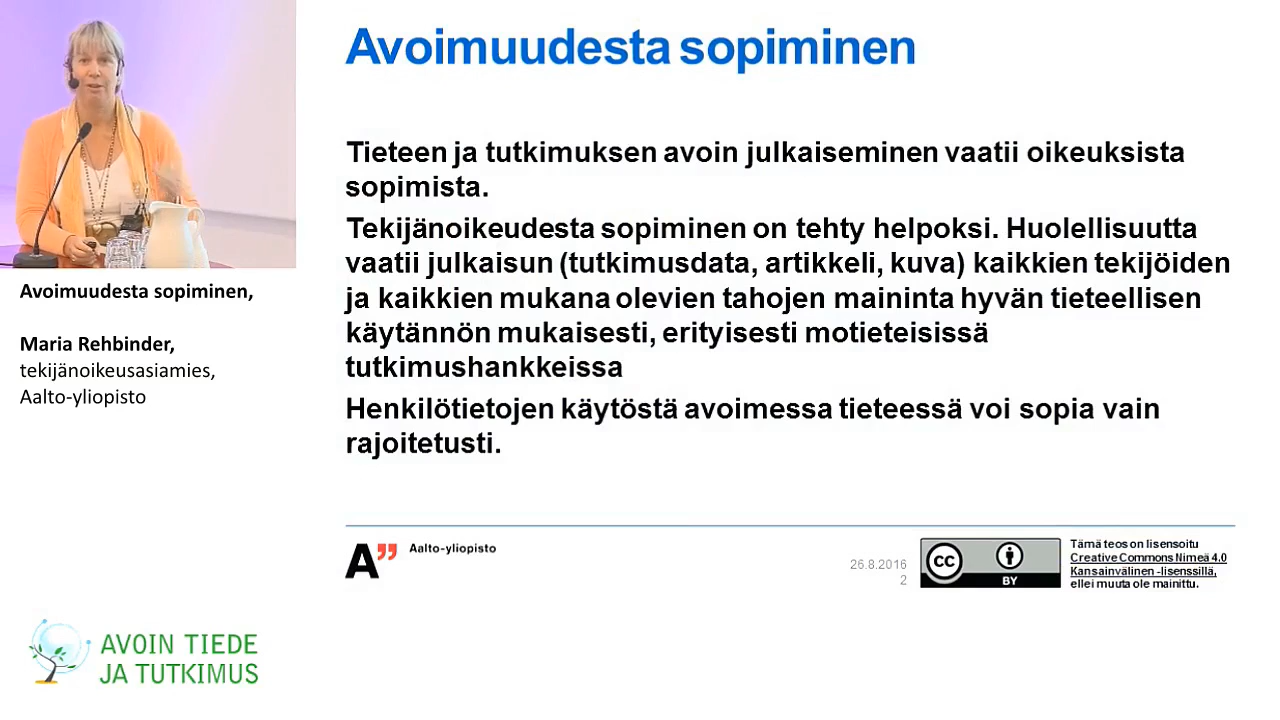 Avoimuudesta sopiminen
Tieteen ja tutkimuksen avoin julkaiseminen vaatii oikeuksista
sopimista.
Tekijänoikeudesta sopiminen on tehty helpoksi. Huolellisuutta
vaatii julkaisun (tutkimusdata, artikkeli, kuva) kaikkien tekijöiden
ja kaikkien mukana olevien tahojen maininta hyvän tieteellisen
käytännön mukaisesti, erityisesti motieteisissä
tutkimushankkeissa
Henkilötietojen käytöstä avoimessa tieteessä voi sopia vain
rajoitetusti.
Avoimuudesta sopiminen,
Maria Rehbinder,
tekijänoikeusasiamies,
Aalto-yliopisto
A”
Aalto-yliopisto
26.8.2016
2
CC
BY
Tämä teos on lisensoitu
Creative Commons Nimeä 4.0
Kansainvälinen -lisenssillä,
ellei muuta ole mainittu.
AVOIN TIEDE
JA TUTKIMUS